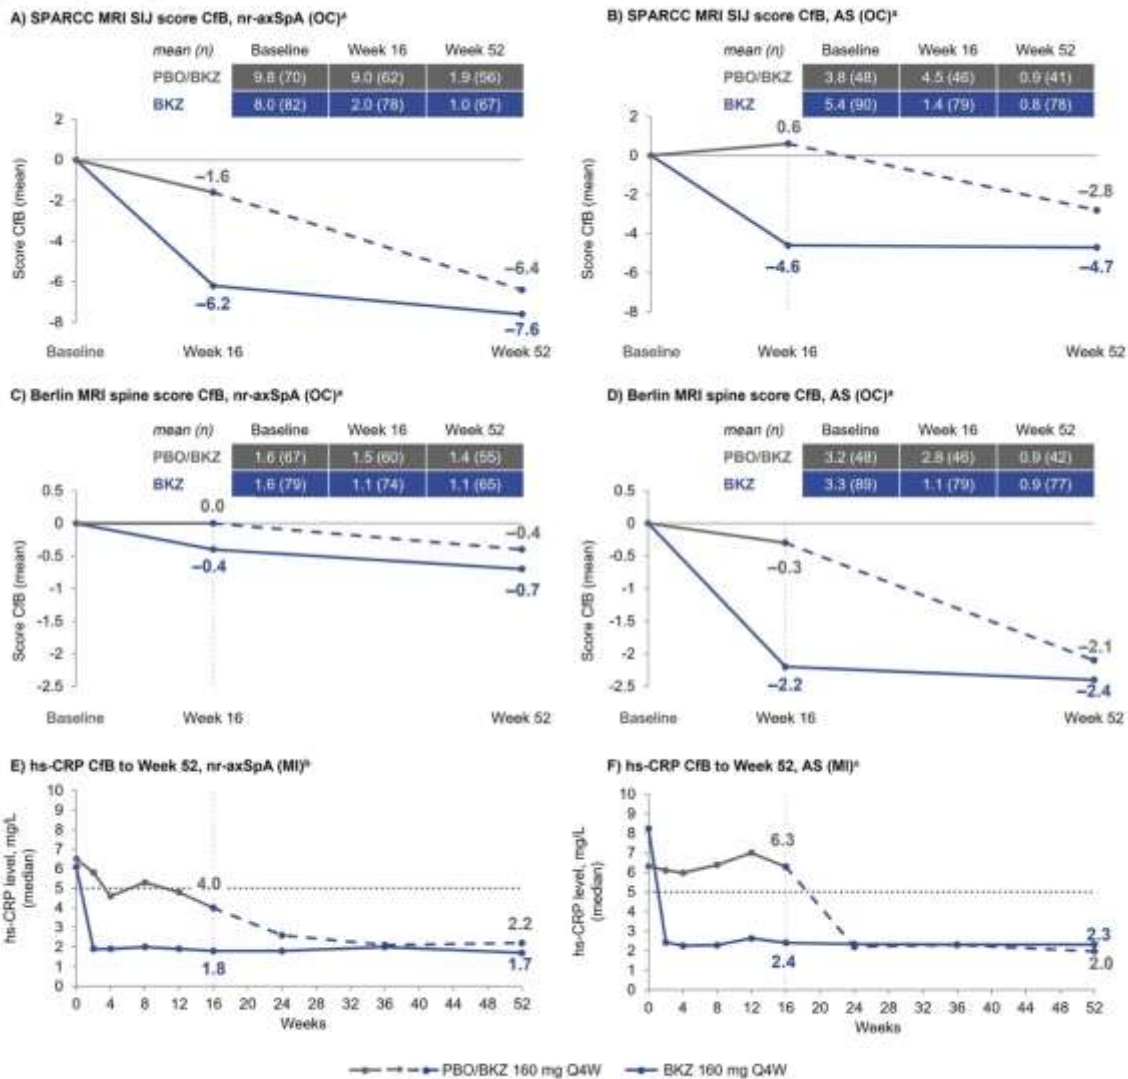 A) SPARCC MRI SIJ score CfB, nr-axSpA (OC)ᵃ
mean (n) Baseline Week 16 Week 52
PBO/BKZ 9.8 (70) 9.0 (62) 1.9 (56)
BKZ 8.0 (82) 2.0 (78) 1.0 (67)
Score CfB (mean)
2
0
-2
-4
-6
-8
–1.6
–6.4
–6.2
–7.6
Baseline Week 16 Week 52
B) SPARCC MRI SIJ score CfB, AS (OC)ᵃ
mean (n) Baseline Week 16 Week 52
PBO/BKZ 3.8 (48) 4.5 (46) 0.9 (41)
BKZ 5.4 (90) 1.4 (79) 0.8 (78)
Score CfB (mean)
2
0
-2
-4
-6
-8
0.6
–2.8
–4.6
–4.7
Baseline Week 16 Week 52
C) Berlin MRI spine score CfB, nr-axSpA (OC)ᵃ
mean (n) Baseline Week 16 Week 52
PBO/BKZ 1.6 (67) 1.5 (60) 1.4 (55)
BKZ 1.6 (79) 1.1 (74) 1.1 (65)
Score CfB (mean)
0.5
0
-0.5
-1
-1.5
-2
-2.5
0.0
–0.4
–0.4
–0.7
Baseline Week 16 Week 52
D) Berlin MRI spine score CfB, AS (OC)ᵃ
mean (n) Baseline Week 16 Week 52
PBO/BKZ 3.2 (48) 2.8 (46) 0.9 (42)
BKZ 3.3 (89) 1.1 (79) 0.9 (77)
Score CfB (mean)
0.5
0
-0.5
-1
-1.5
-2
-2.5
–0.3
–2.1
–2.2
–2.4
Baseline Week 16 Week 52
E) hs-CRP CfB to Week 52, nr-axSpA (MI)ᵇ
hs-CRP level, mg/L
(median)
10
9
8
7
6
5
4
3
2
1
0
4.0
2.2
1.8
1.7
0 4 8 12 16 20 24 28 32 36 40 44 48 52
Weeks
F) hs-CRP CfB to Week 52, AS (MI)ᶜ
hs-CRP level, mg/L
(median)
10
9
8
7
6
5
4
3
2
1
0
6.3
2.3
2.4
2.0
0 4 8 12 16 20 24 28 32 36 40 44 48 52
Weeks
PBO/BKZ 160 mg Q4W BKZ 160 mg Q4W